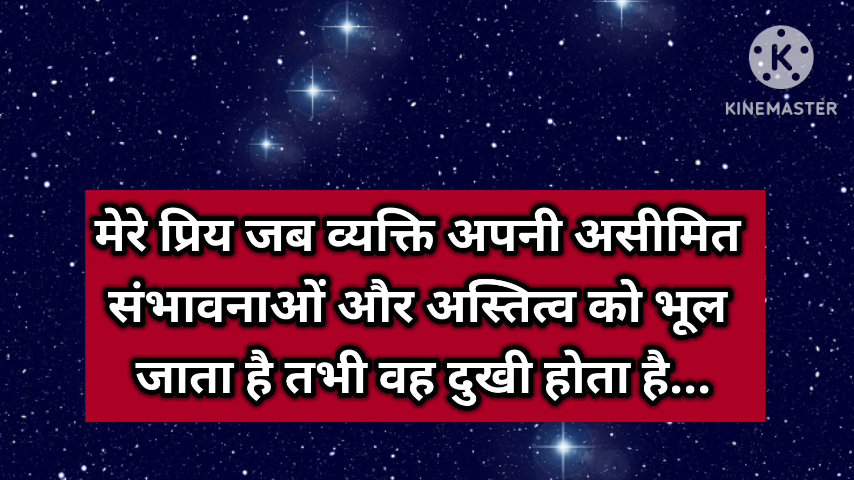 KINEMASTER
मेरे प्रिय जब व्यक्ति अपनी असीमित
संभावनाओं और अस्तित्व को भूल
जाता है तभी वह दुखी होता है...